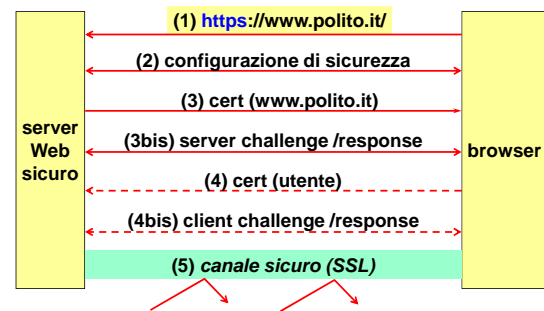 (1) https://www.polito.it/
(2) configurazione di sicurezza
(3) cert (www.polito.it)
server
Web
sicuro
(3bis) server challenge /response
browser
(4) cert (utente)
(4bis) client challenge /response
(5) canale sicuro (SSL)